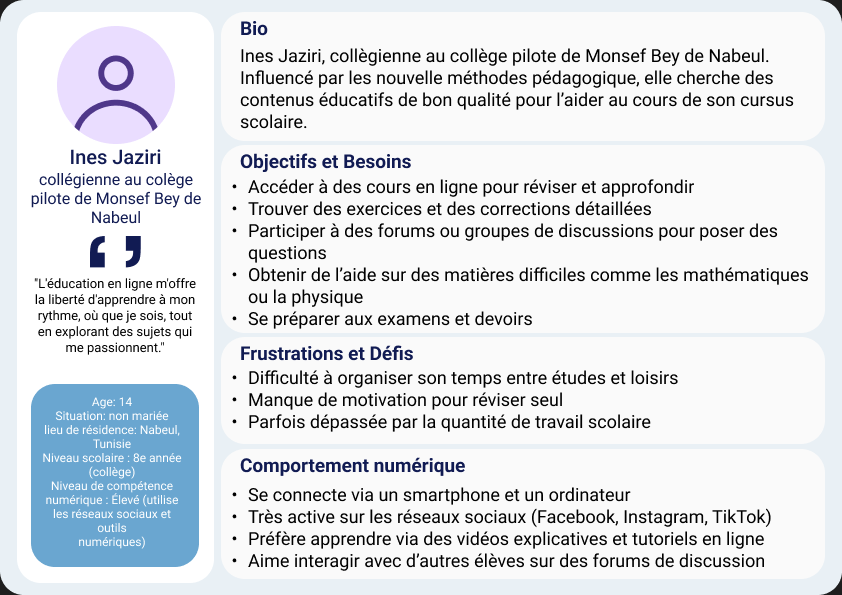 Ines Jaziri
collégienne au colège
pilote de Monsef Bey de
Nabeul
"L'éducation en ligne m'offre
la liberté d'apprendre à mon
rythme, où que je sois, tout
en explorant des sujets qui
me passionnent."
Age: 14
Situation: non mariée
lieu de résidence: Nabeul,
Tunisie
Niveau scolaire : 8e année
(collège)
Niveau de compétence
numérique : Élevé (utilise
les réseaux sociaux et
outils
numériques)
Bio
Ines Jaziri, collègienne au collège pilote de Monsef Bey de Nabeul.
Influencé par les nouvelle méthodes pédagogique, elle cherche des
contenus éducatifs de bon qualité pour l’aider au cours de son cursus
scolaire.
Objectifs et Besoins
• Accéder à des cours en ligne pour réviser et approfondir
• Trouver des exercices et des corrections détaillées
• Participer à des forums ou groupes de discussions pour poser des
questions
• Obtenir de l’aide sur des matières difficiles comme les mathématiques
ou la physique
• Se préparer aux examens et devoirs
Frustrations et Défis
• Difficulté à organiser son temps entre études et loisirs
• Manque de motivation pour réviser seul
• Parfois dépassée par la quantité de travail scolaire
Comportement numérique
• Se connecte via un smartphone et un ordinateur
• Très active sur les réseaux sociaux (Facebook, Instagram, TikTok)
• Préfère apprendre via des vidéos explicatives et tutoriels en ligne
• Aime interagir avec d’autres élèves sur des forums de discussion